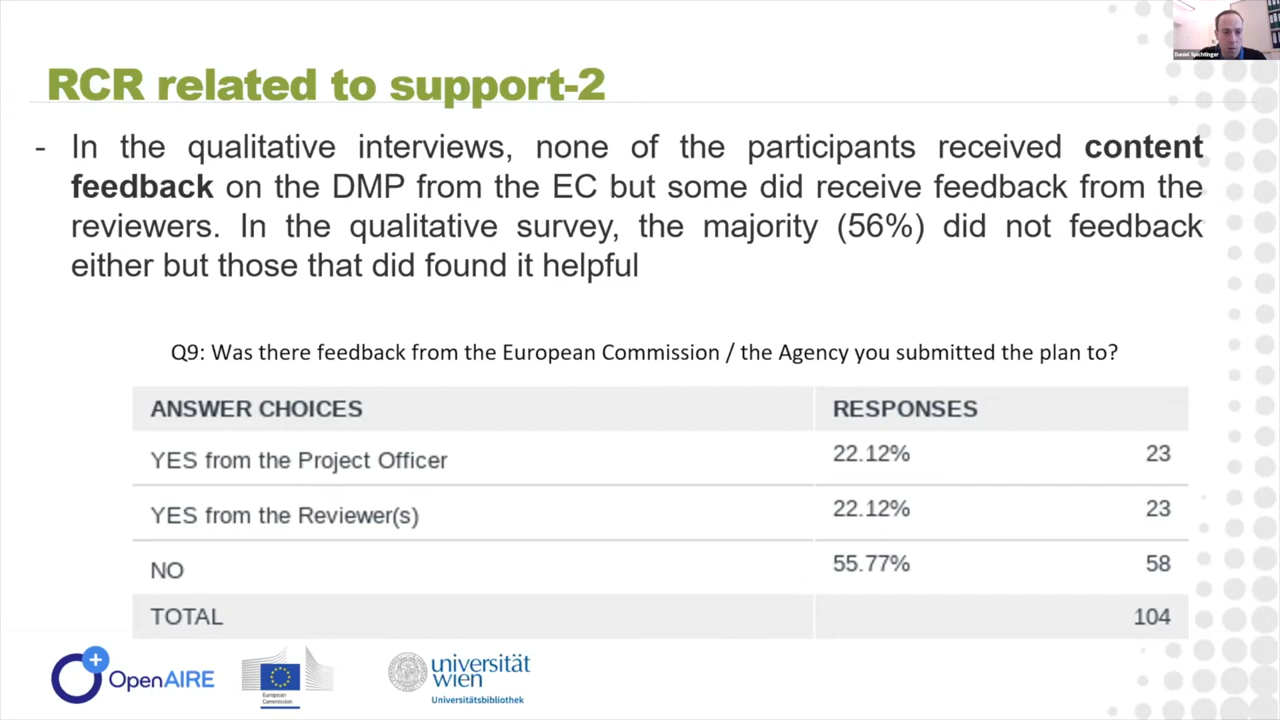 Daniel Spichtinger
RCR related to support-2
- In the qualitative interviews, none of the participants received content
feedback on the DMP from the EC but some did receive feedback from the
reviewers. In the qualitative survey, the majority (56%) did not feedback
either but those that did found it helpful
Q9: Was there feedback from the European Commission / the Agency you submitted the plan to?
ANSWER CHOICES RESPONSES
YES from the Project Officer 22.12% 23
YES from the Reviewer(s) 22.12% 23
NO 55.77% 58
TOTAL 104
OpenAIRE
European
Commission
universität
wien
Universitätsbibliothek